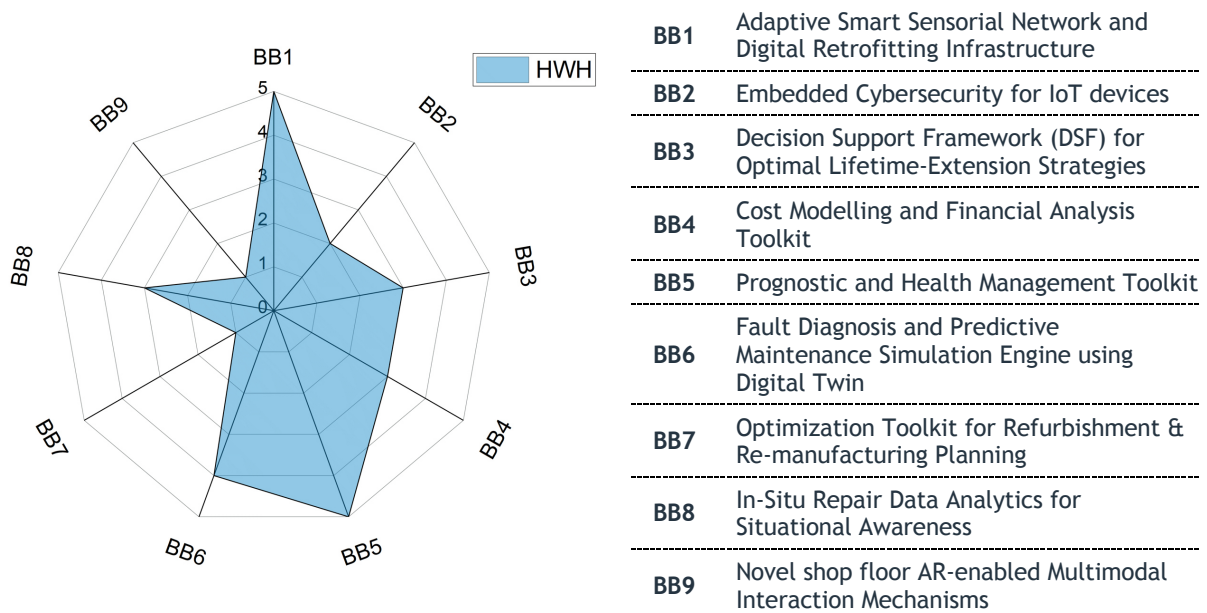 BB1
BB2
BB3
BB4
BB5
BB6
BB7
BB8
BB9
5
4
3
2
1
0
HWH
BB1 Adaptive Smart Sensorial Network and
Digital Retrofitting Infrastructure
BB2 Embedded Cybersecurity for IoT devices
BB3 Decision Support Framework (DSF) for
Optimal Lifetime-Extension Strategies
BB4 Cost Modelling and Financial Analysis
Toolkit
BB5 Prognostic and Health Management Toolkit
BB6 Fault Diagnosis and Predictive
Maintenance Simulation Engine using
Digital Twin
BB7 Optimization Toolkit for Refurbishment &
Re-manufacturing Planning
BB8 In-Situ Repair Data Analytics for
Situational Awareness
BB9 Novel shop floor AR-enabled Multimodal
Interaction Mechanisms